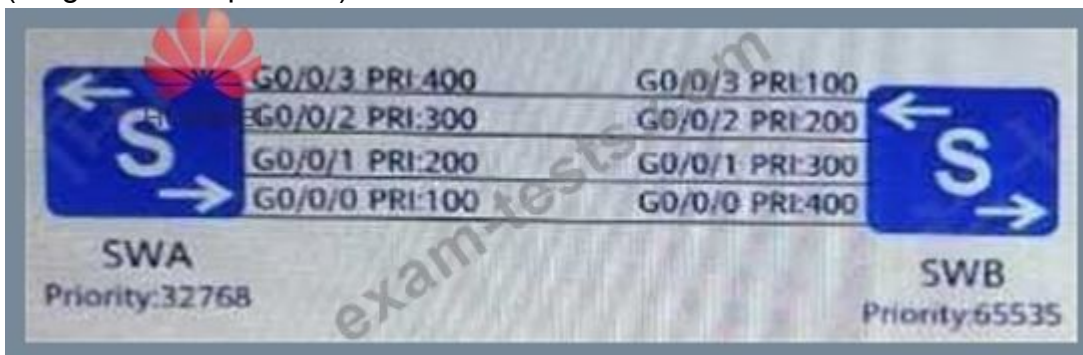 G0/0/3 PRI:400 G0/0/3 PRI:100
G0/0/2 PRI:300 G0/0/2 PRI:200
G0/0/1 PRI:200 G0/0/1 PRI:300
G0/0/0 PRI:100 G0/0/0 PRI:400
S S
SWA SWB
Priority:32768 Priority:65535
exam-tests.com